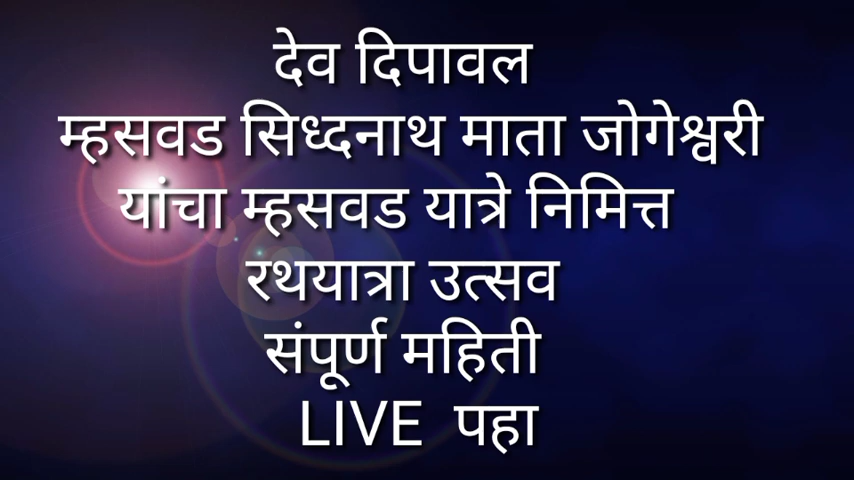 देव दिपावल
म्हसवड सिध्दनाथ माता जोगेश्वरी
यांचा म्हसवड यात्रे निमित्त
रथयात्रा उत्सव
संपूर्ण महिती
LIVE पहा